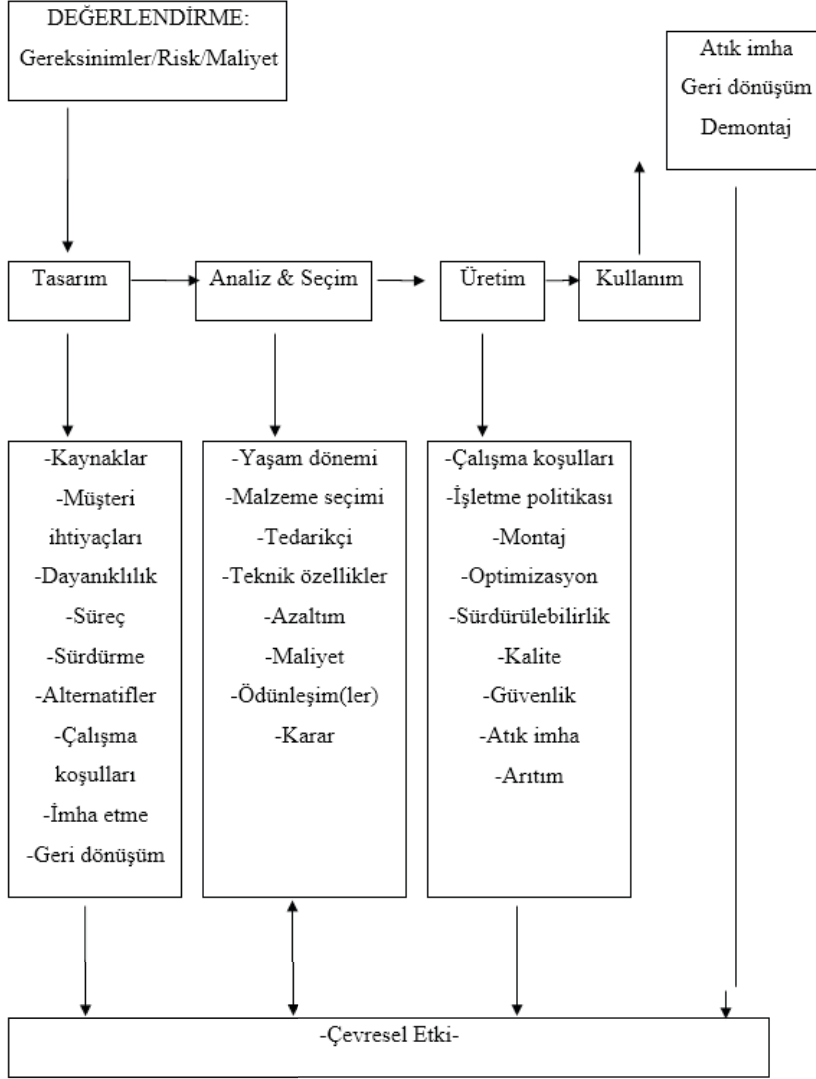 DEĞERLENDİRME:
Gereksinimler/Risk/Maliyet
Atık imha
Geri dönüşüm
Demontaj
Tasarım
Analiz & Seçim
Üretim
Kullanım
-Kaynaklar
-Müşteri
ihtiyaçları
-Dayanıklılık
-Süreç
-Sürdürme
-Alternatifler
-Çalışma
koşulları
-İmha etme
-Geri dönüşüm
-Yaşam dönemi
-Malzeme seçimi
-Tedarikçi
-Teknik özellikler
-Azaltım
-Maliyet
-Ödünleşim(ler)
-Karar
-Çalışma koşulları
-İşletme politikası
-Montaj
-Optimizasyon
-Sürdürülebilirlik
-Kalite
-Güvenlik
-Atık imha
-Arıtım
-Çevresel Etki-